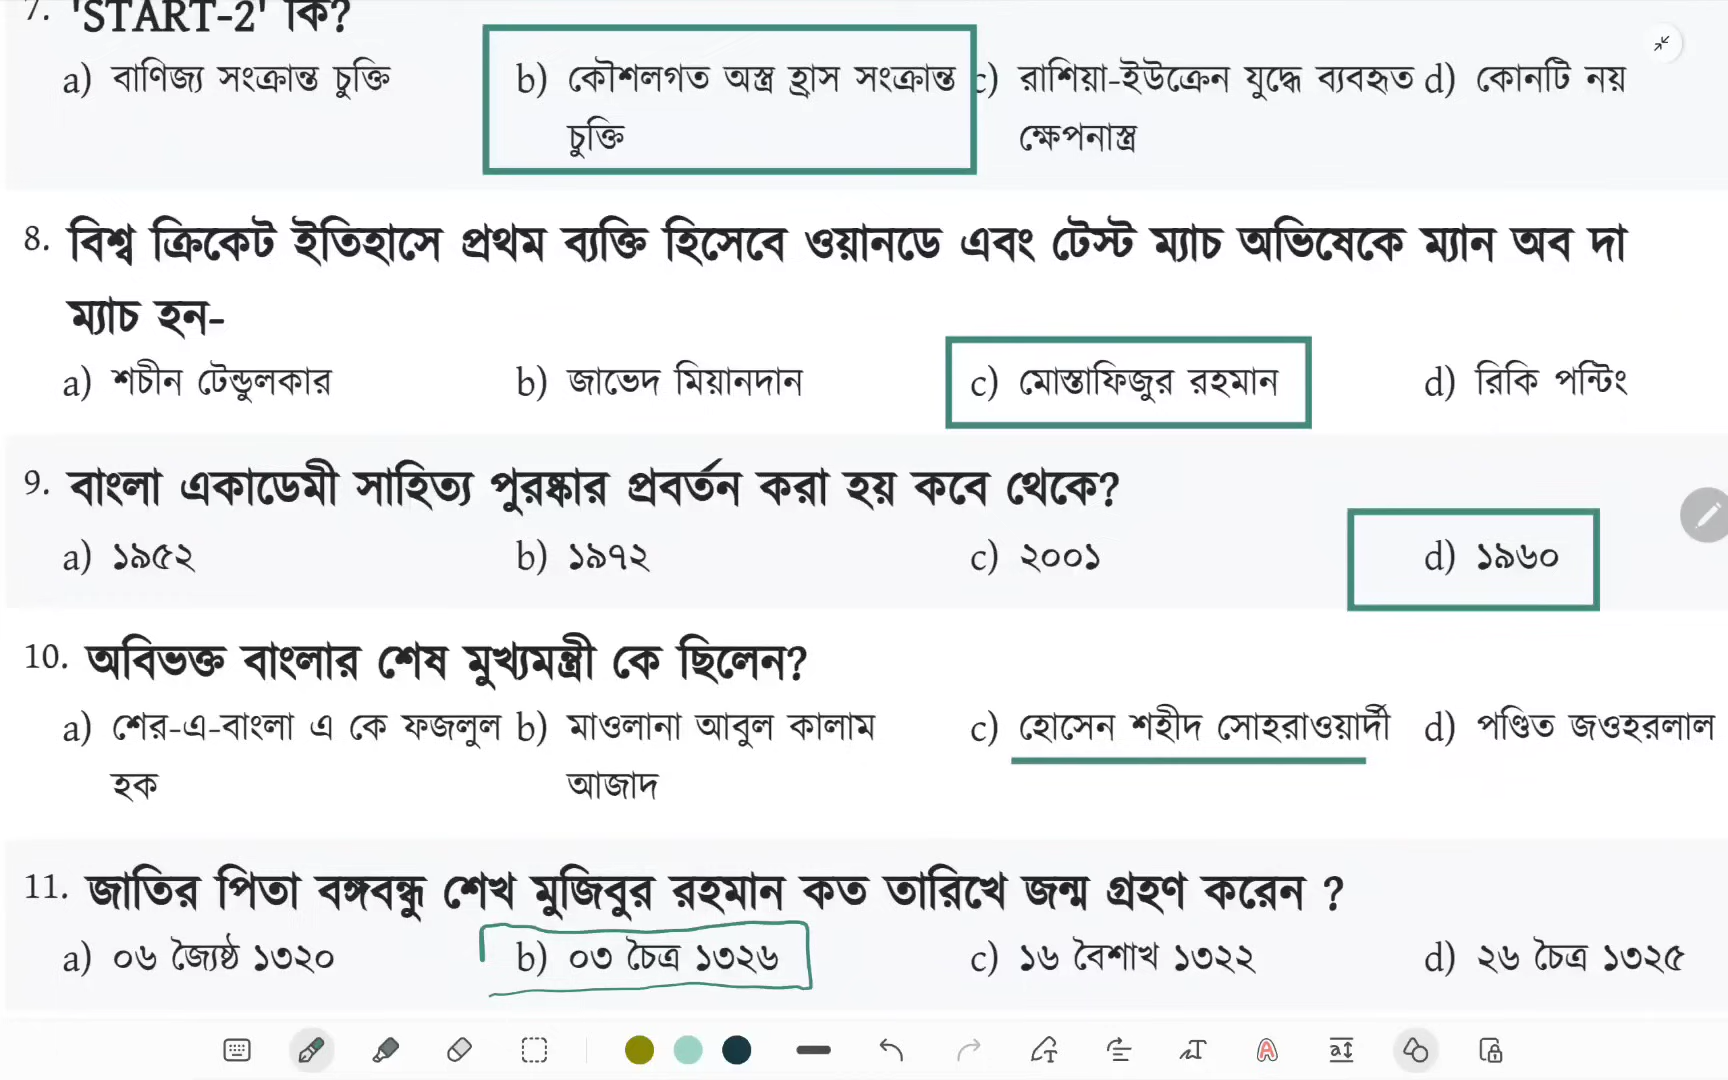 7. 'START-2' কি?
a) বাণিজ্য সংক্রান্ত চুক্তি b) কৌশলগত অস্ত্র হ্রাস সংক্রান্ত চুক্তি c) রাশিয়া-ইউক্রেন যুদ্ধে ব্যবহৃত ক্ষেপনাস্ত্র d) কোনটি নয়
8. বিশ্ব ক্রিকেট ইতিহাসে প্রথম ব্যক্তি হিসেবে ওয়ানডে এবং টেস্ট ম্যাচ অভিষেকে ম্যান অব দা
ম্যাচ হন-
a) শচীন টেন্ডুলকার b) জাভেদ মিয়ানদান c) মোস্তাফিজুর রহমান d) রিকি পন্টিং
9. বাংলা একাডেমী সাহিত্য পুরষ্কার প্রবর্তন করা হয় কবে থেকে?
a) ১৯৫২ b) ১৯৭২ c) ২০০১ d) ১৯৬০
10. অবিভক্ত বাংলার শেষ মুখ্যমন্ত্রী কে ছিলেন?
a) শের-এ-বাংলা এ কে ফজলুল হক b) মাওলানা আবুল কালাম আজাদ c) হোসেন শহীদ সোহরাওয়ার্দী d) পণ্ডিত জওহরলাল
11. জাতির পিতা বঙ্গবন্ধু শেখ মুজিবুর রহমান কত তারিখে জন্ম গ্রহণ করেন ?
a) ০৬ জ্যৈষ্ঠ ১৩২০ b) ০৩ চৈত্র ১৩২৬ c) ১৬ বৈশাখ ১৩২২ d) ২৬ চৈত্র ১৩২৫